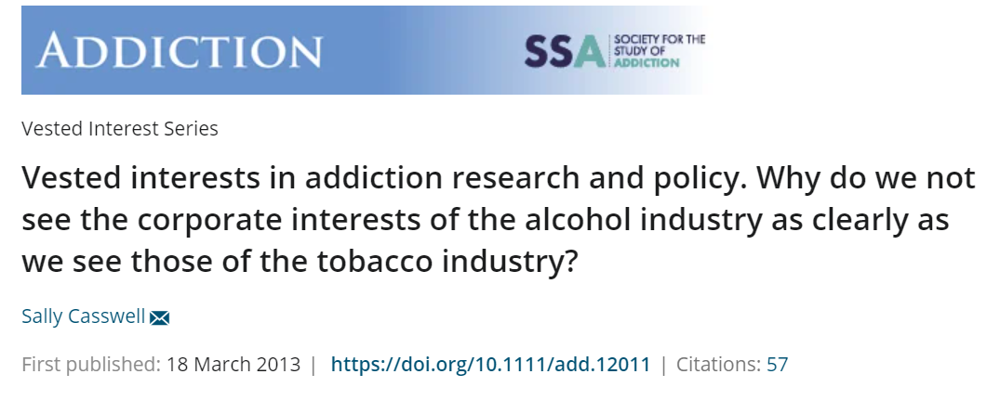 ADDICTION
SSA
SOCIETY FOR THE
STUDY OF
ADDICTION
Vested Interest Series
Vested interests in addiction research and policy. Why do we not
see the corporate interests of the alcohol industry as clearly as
we see those of the tobacco industry?
Sally Casswell
First published: 18 March 2013 | https://doi.org/10.1111/add.12011 | Citations: 57